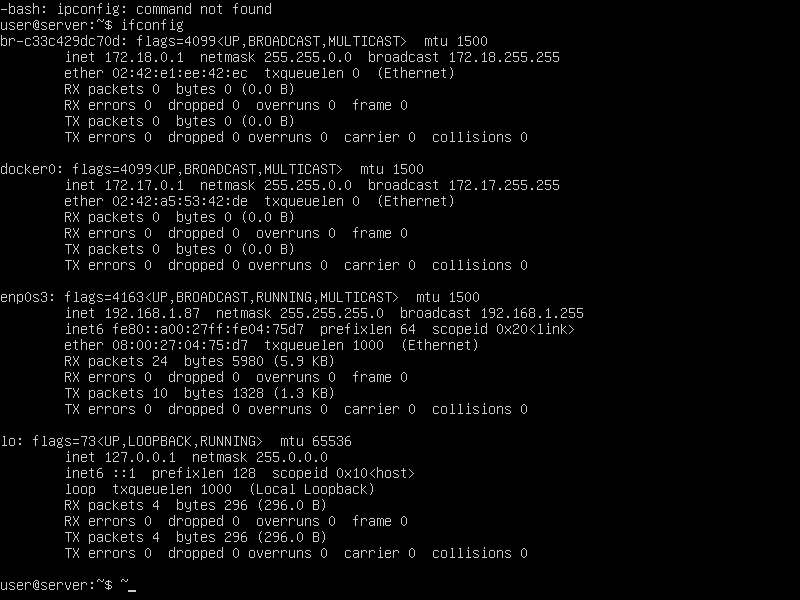 -bash: ipconfig: command not found
user@server:~$ ifconfig
br-c33c429dc70d: flags=4099<UP,BROADCAST,MULTICAST>  mtu 1500
        inet 172.18.0.1  netmask 255.255.0.0  broadcast 172.18.255.255
        ether 02:42:e1:ee:42:ec  txqueuelen 0  (Ethernet)
        RX packets 0  bytes 0 (0.0 B)
        RX errors 0  dropped 0  overruns 0  frame 0
        TX packets 0  bytes 0 (0.0 B)
        TX errors 0  dropped 0 overruns 0  carrier 0  collisions 0

docker0: flags=4099<UP,BROADCAST,MULTICAST>  mtu 1500
        inet 172.17.0.1  netmask 255.255.0.0  broadcast 172.17.255.255
        ether 02:42:a5:53:42:de  txqueuelen 0  (Ethernet)
        RX packets 0  bytes 0 (0.0 B)
        RX errors 0  dropped 0  overruns 0  frame 0
        TX packets 0  bytes 0 (0.0 B)
        TX errors 0  dropped 0 overruns 0  carrier 0  collisions 0

enp0s3: flags=4163<UP,BROADCAST,RUNNING,MULTICAST>  mtu 1500
        inet 192.168.1.87  netmask 255.255.255.0  broadcast 192.168.1.255
        inet6 fe80::a00:27ff:fe04:75d7  prefixlen 64  scopeid 0x20<link>
        ether 08:00:27:04:75:d7  txqueuelen 1000  (Ethernet)
        RX packets 24  bytes 5980 (5.9 KB)
        RX errors 0  dropped 0  overruns 0  frame 0
        TX packets 10  bytes 1328 (1.3 KB)
        TX errors 0  dropped 0 overruns 0  carrier 0  collisions 0

lo: flags=73<UP,LOOPBACK,RUNNING>  mtu 65536
        inet 127.0.0.1  netmask 255.0.0.0
        inet6 ::1  prefixlen 128  scopeid 0x10<host>
        loop  txqueuelen 1000  (Local Loopback)
        RX packets 4  bytes 296 (296.0 B)
        RX errors 0  dropped 0  overruns 0  frame 0
        TX packets 4  bytes 296 (296.0 B)
        TX errors 0  dropped 0 overruns 0  carrier 0  collisions 0

user@server:~$ ~_